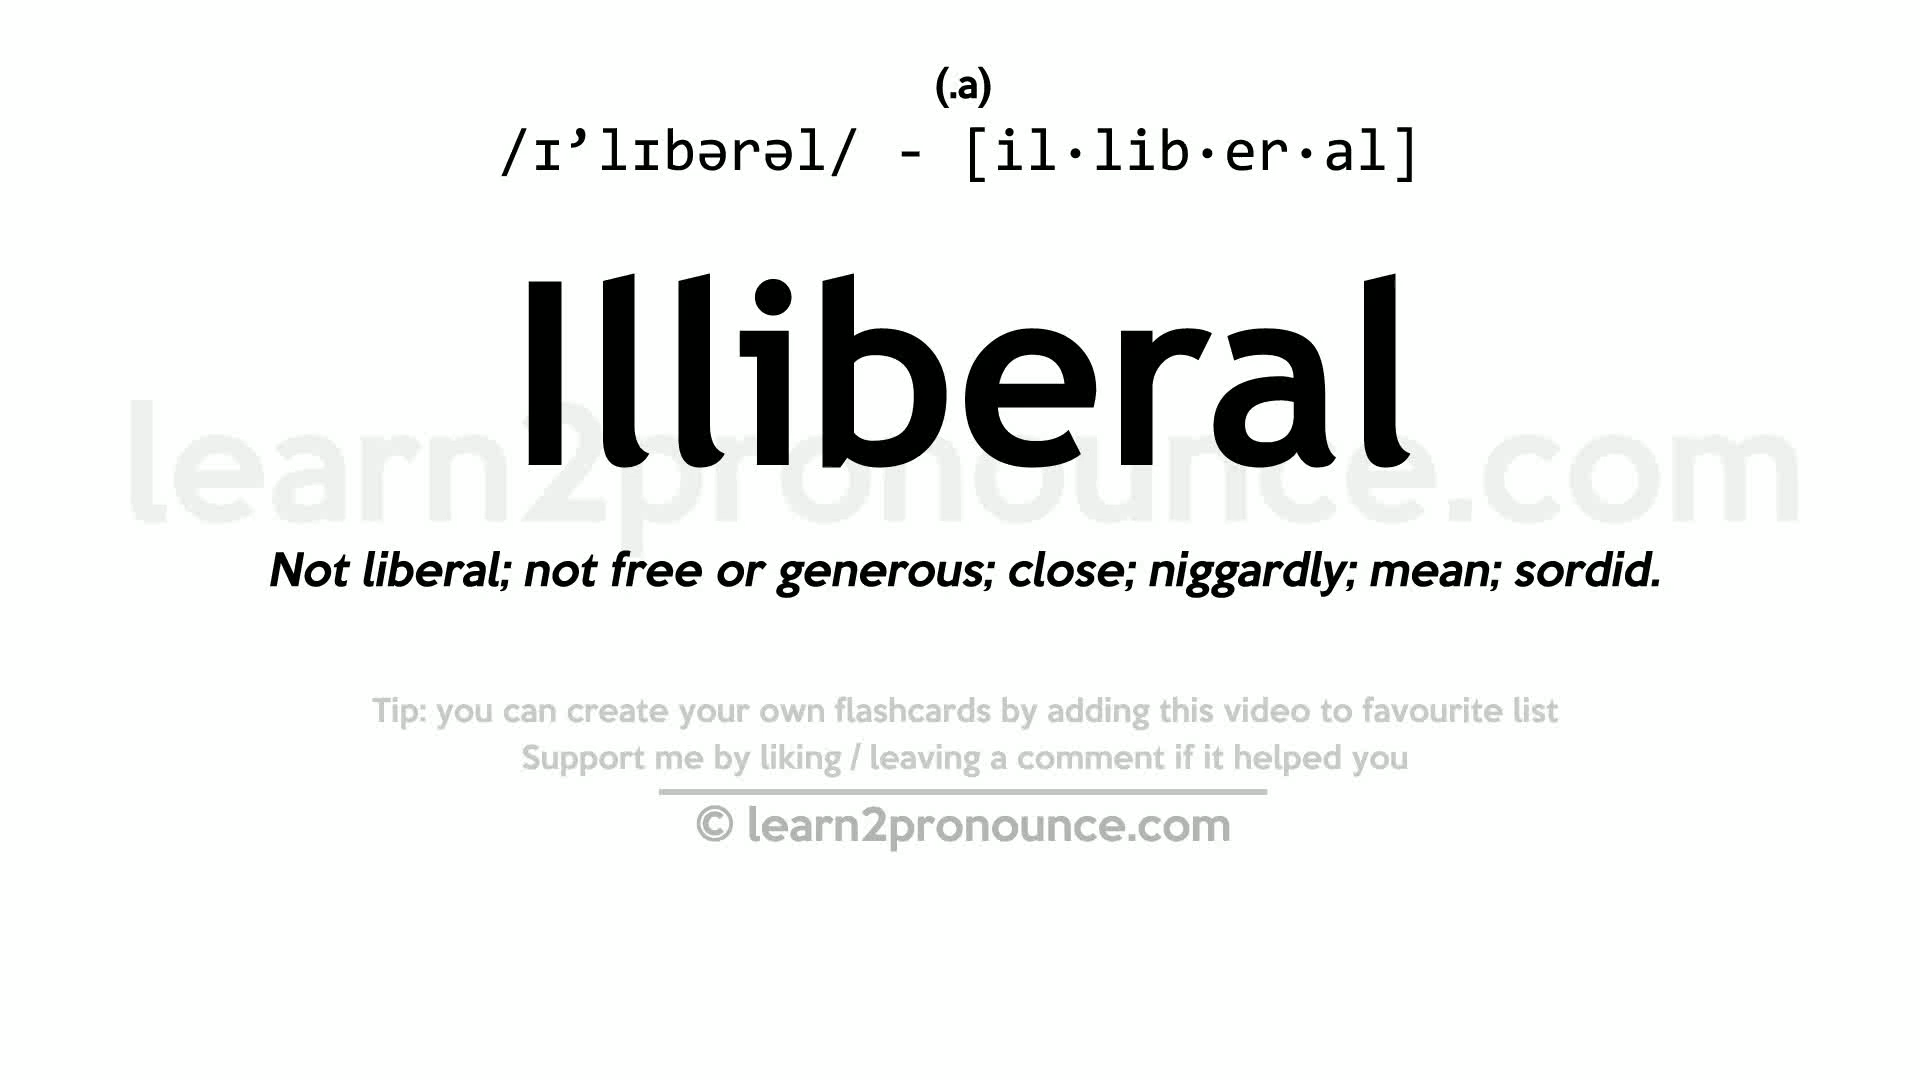 (.a)
/ɪ’lɪbərəl/ - [il·lib·er·al]
Illiberal
learn2pronounce.com
Not liberal; not free or generous; close; niggardly; mean; sordid.
Tip: you can create your own flashcards by adding this video to favourite list
Support me by liking / leaving a comment if it helped you
© learn2pronounce.com